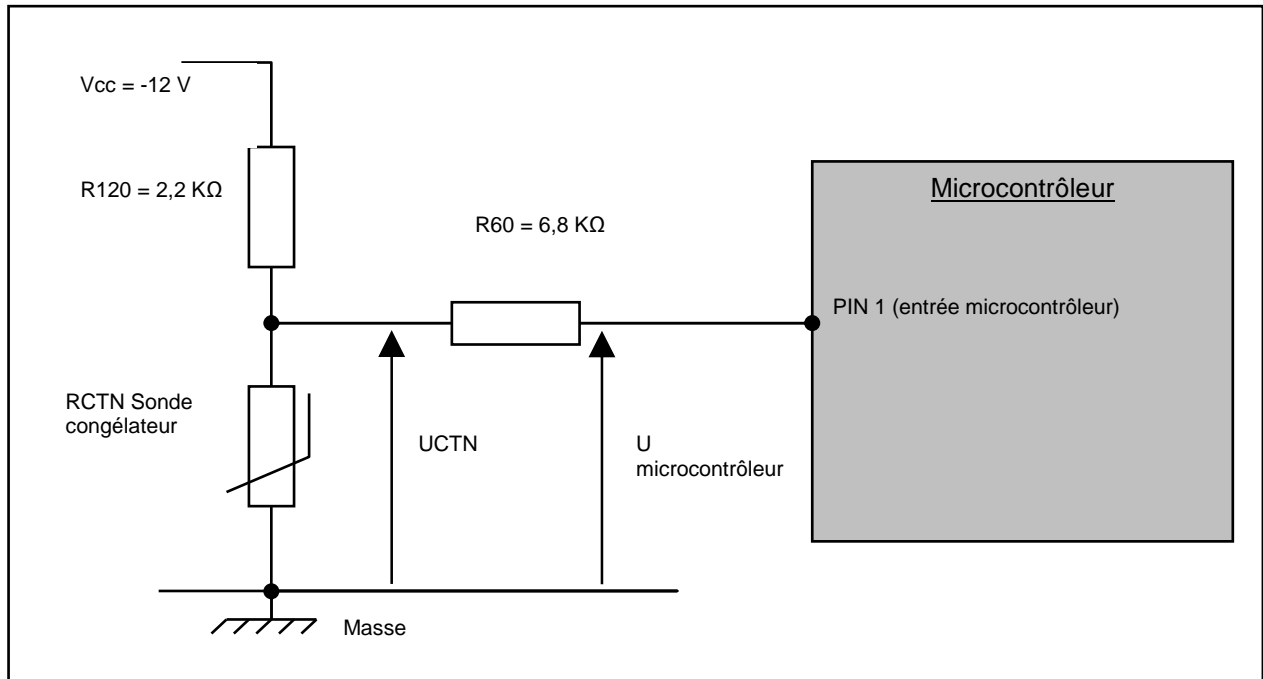 Vcc = -12 V
R120 = 2,2 KΩ
Microcontrôleur
R60 = 6,8 KΩ
PIN 1 (entrée microcontrôleur)
RCTN Sonde
congélateur
UCTN
U
microcontrôleur
Masse